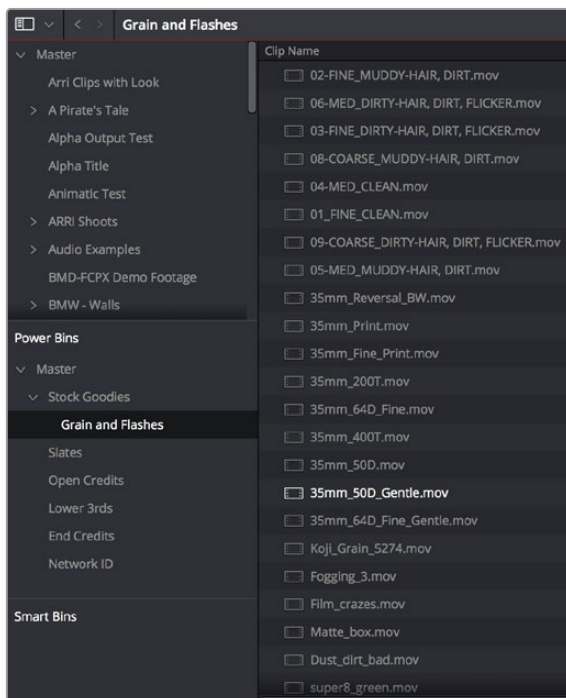 Grain and Flashes
Master
Arri Clips with Look
A Pirate's Tale
Alpha Output Test
Alpha Title
Animatic Test
ARRI Shoots
Audio Examples
BMD-FCPX Demo Footage
BMW - Walls
Power Bins
Master
Stock Goodies
Grain and Flashes
Slates
Open Credits
Lower 3rds
End Credits
Network ID
Smart Bins
Clip Name
02-FINE_MUDDY-HAIR, DIRT.mov
06-MED_DIRTY-HAIR, DIRT, FLICKER.mov
03-FINE_DIRTY-HAIR, DIRT, FLICKER.mov
08-COARSE_MUDDY-HAIR, DIRT.mov
04-MED_CLEAN.mov
01_FINE_CLEAN.mov
09-COARSE_DIRTY-HAIR, DIRT, FLICKER.mov
05-MED_MUDDY-HAIR, DIRT.mov
35mm_Reversal_BW.mov
35mm_Print.mov
35mm_Fine_Print.mov
35mm_200T.mov
35mm_64D_Fine.mov
35mm_400T.mov
35mm_50D.mov
35mm_50D_Gentle.mov
35mm_64D_Fine_Gentle.mov
Koji_Grain_5274.mov
Fogging_3.mov
Film_crazes.mov
Matte_box.mov
Dust_dirt_bad.mov
super8_green.mov